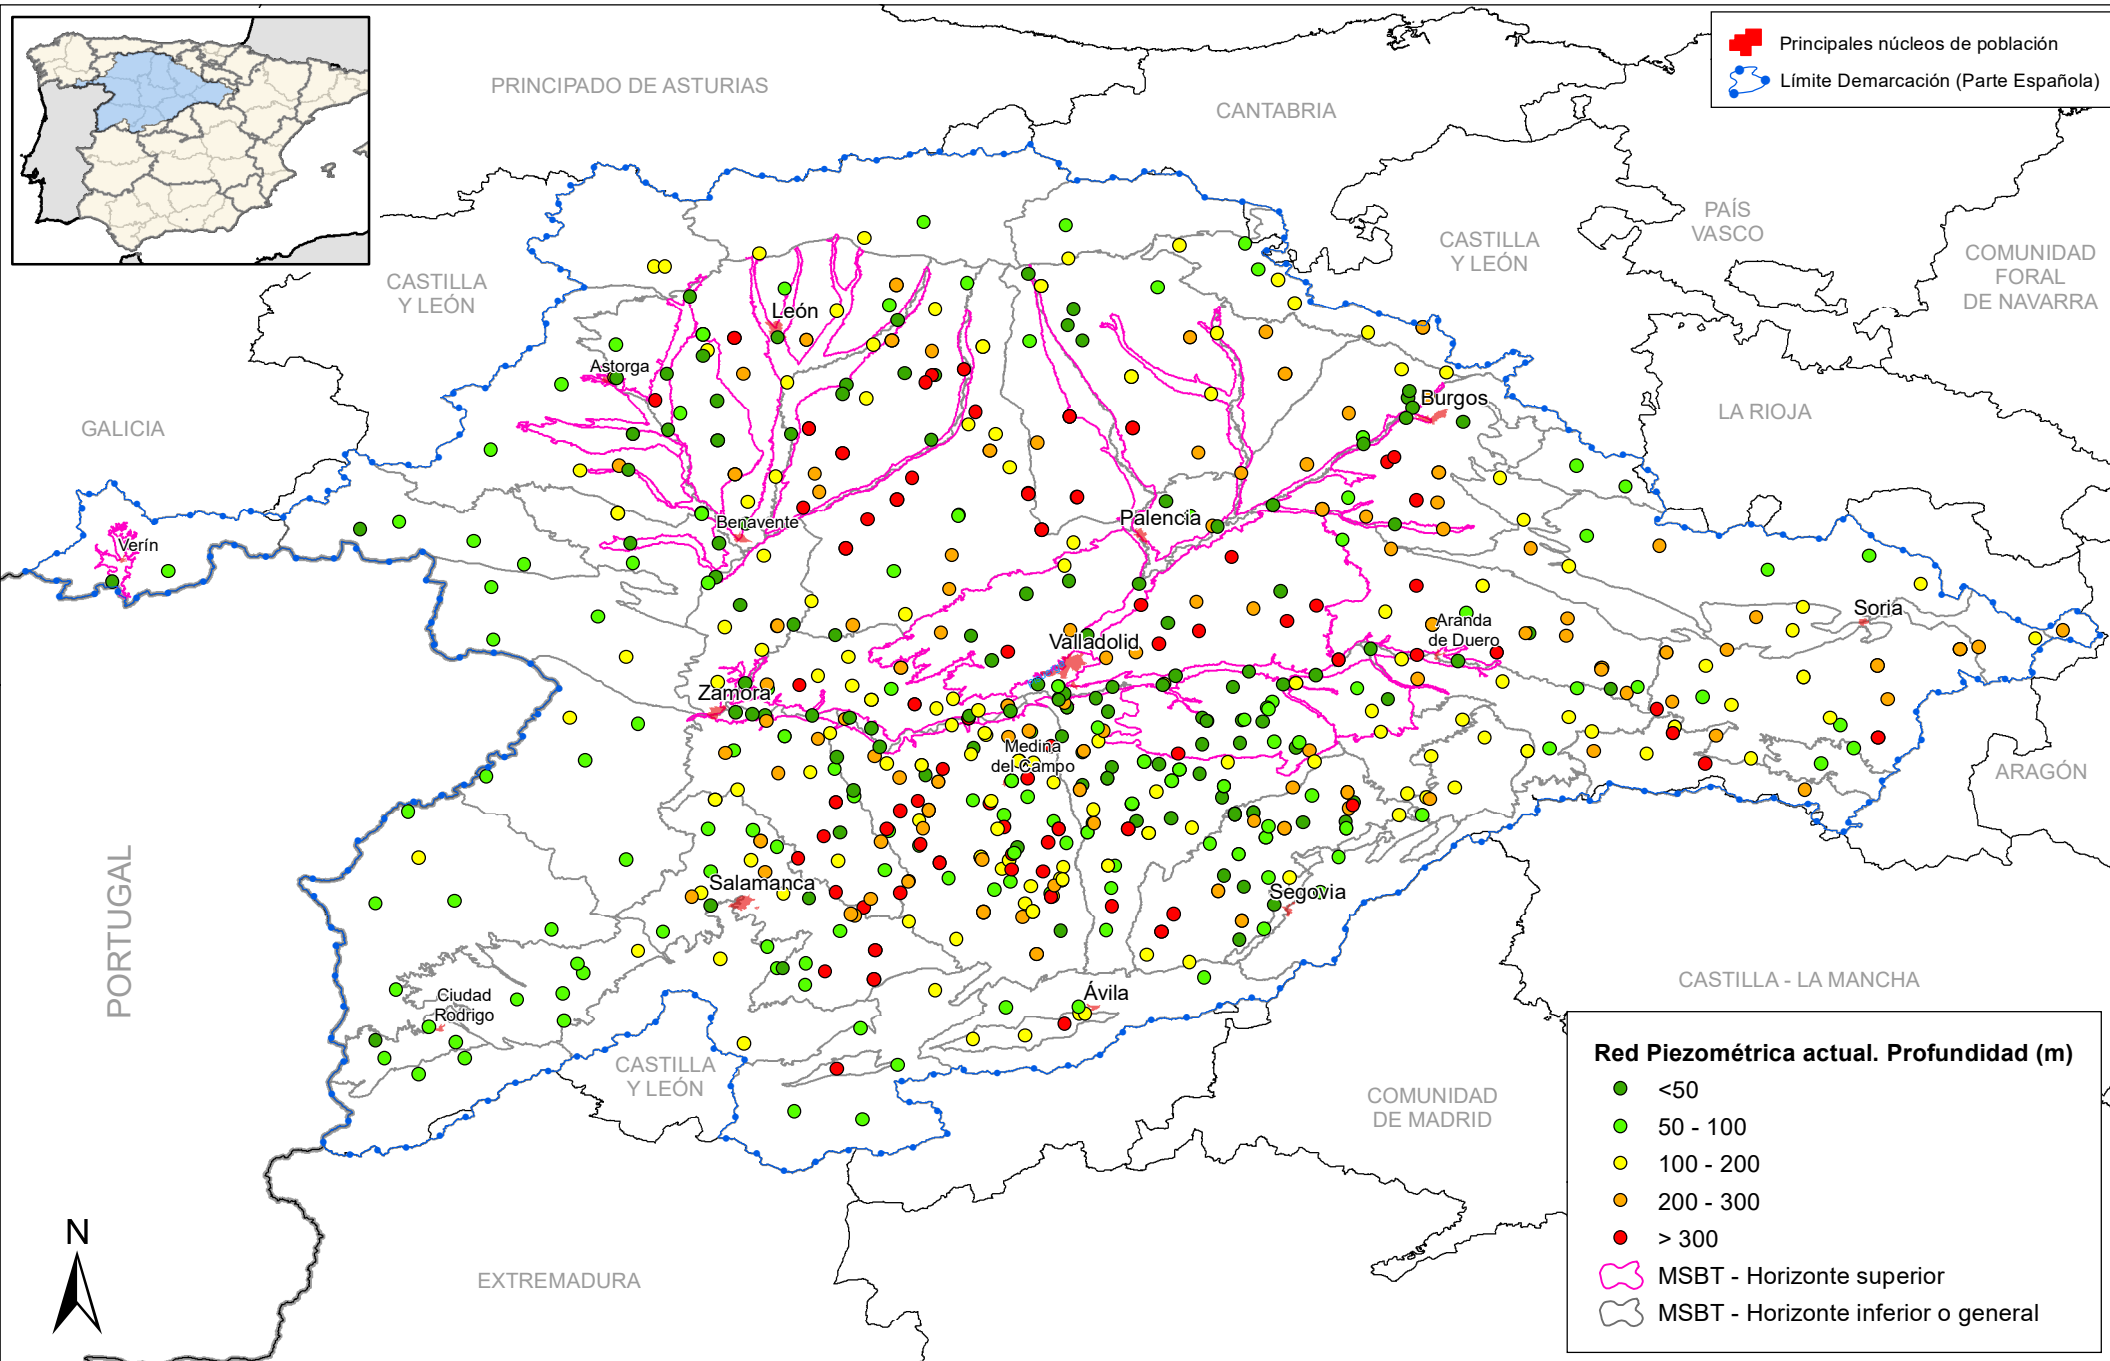 Principales núcleos de población
Límite Demarcación (Parte Española)
PRINCIPADO DE ASTURIAS
CANTABRIA
PAÍS
VASCO
CASTILLA
Y LEÓN
COMUNIDAD
FORAL
DE NAVARRA
CASTILLA
Y LEÓN
León
Astorga
Burgos
LA RIOJA
GALICIA
Benavente
Palencia
Verín
Soria
Aranda
de Duero
Valladolid
Zamora
Medina
del Campo
ARAGÓN
PORTUGAL
Salamanca
Segovia
CASTILLA - LA MANCHA
Ávila
Ciudad
Rodrigo
CASTILLA
Y LEÓN
COMUNIDAD
DE MADRID
EXTREMADURA
N
Red Piezométrica actual. Profundidad (m)
<50
50 - 100
100 - 200
200 - 300
> 300
MSBT - Horizonte superior
MSBT - Horizonte inferior o general